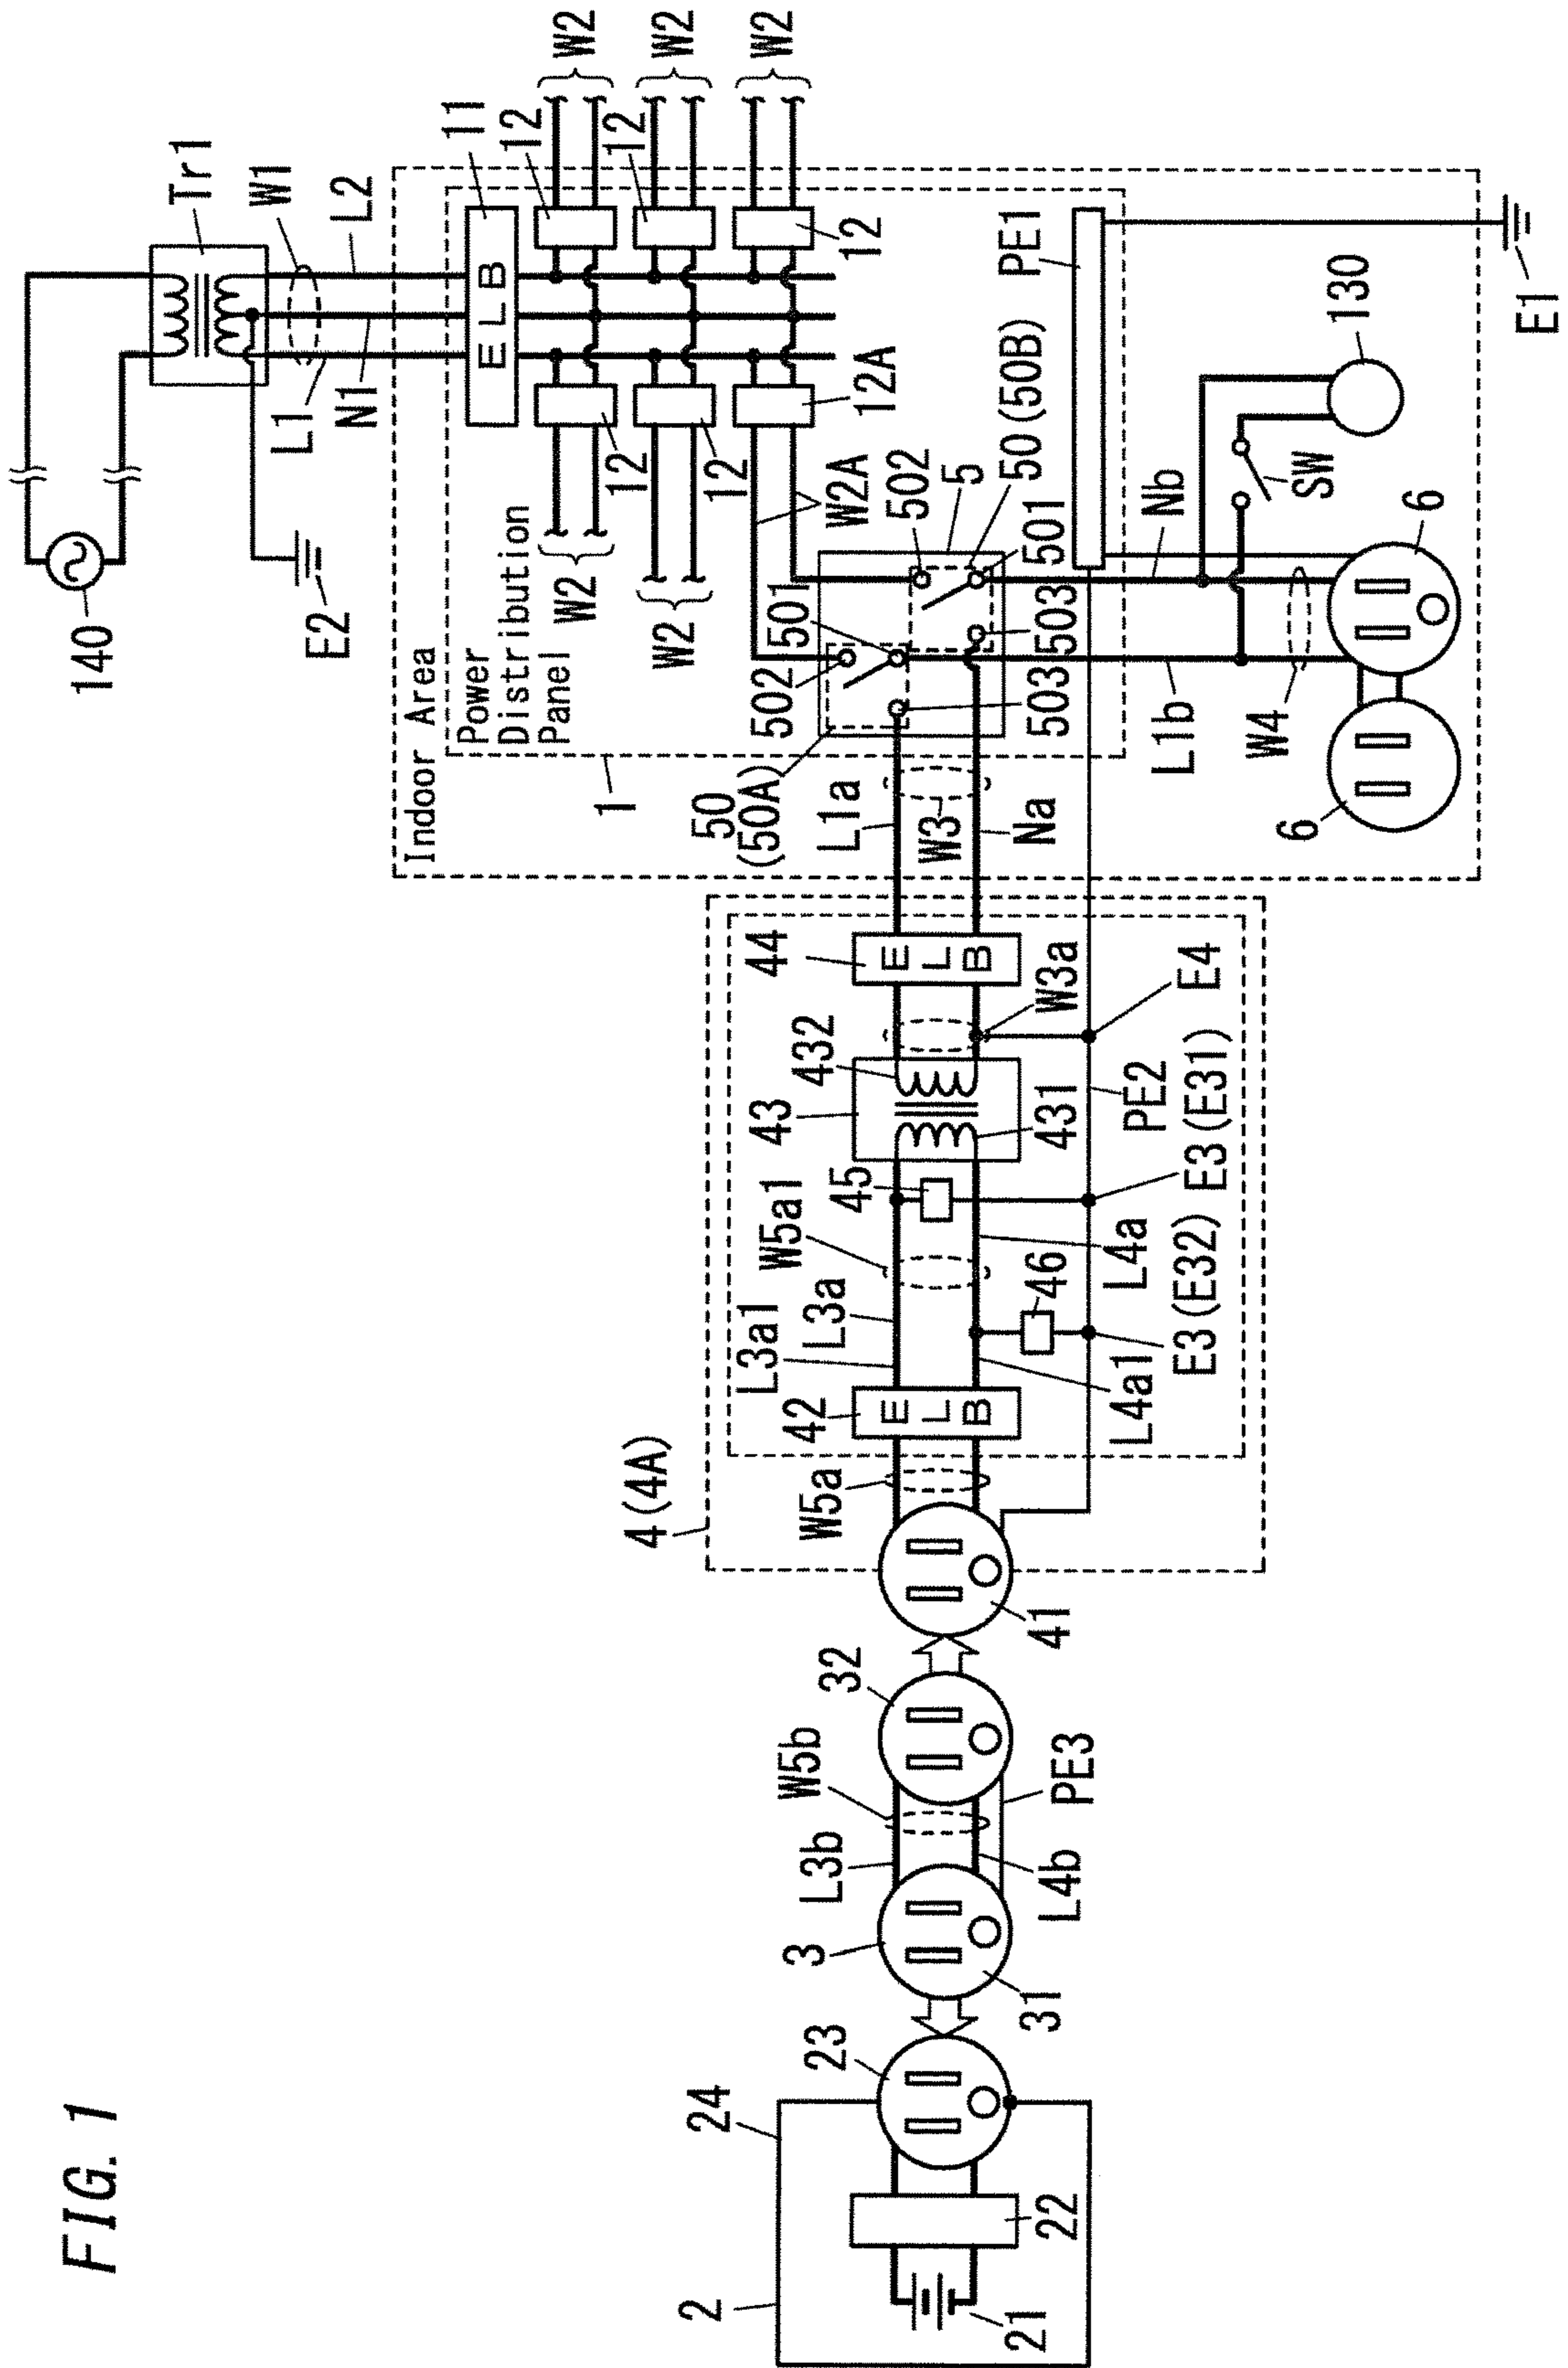 FIG. 1
140
Tr1
W1
L2
L1
N1
E2
11
ELB
12
12
12
12
12
12A
W2
W2
W2
W2
W2
W2A
Indoor Area
Power
Distribution
Panel
1
PE1
E1
130
SW
Nb
L1b
W4
6
6
5
50(50B)
50
(50A)
501
501
502
502
503
503
L1a
W3
Na
4(4A)
44
ELB
W3a
E4
432
43
431
PE2
45
E3(E31)
W5a1
L3a
L3a1
L4a
46
E3(E32)
L4a1
42
ELB
W5a
41
32
W5b
L3b
PE3
L4b
3
31
23
24
22
2
21